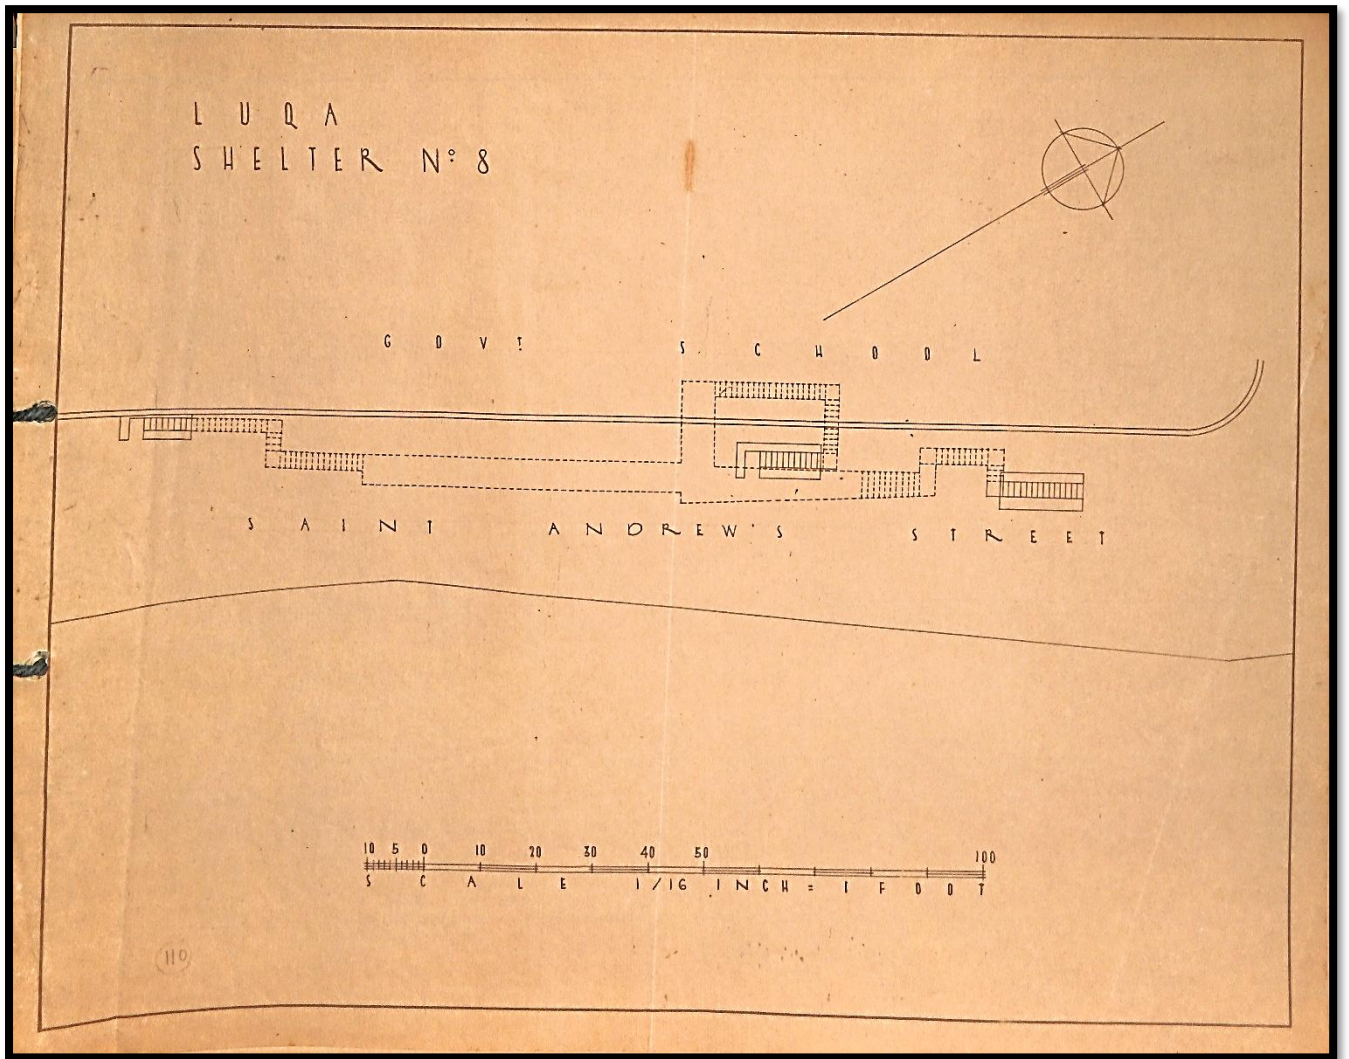 LUQA
SHELTER Nº 8
GOVT. SCHOOL
SAINT ANDREW'S STREET
10 5 0 10 20 30 40 50 100
SCALE 1/16 INCH = 1 FOOT
110